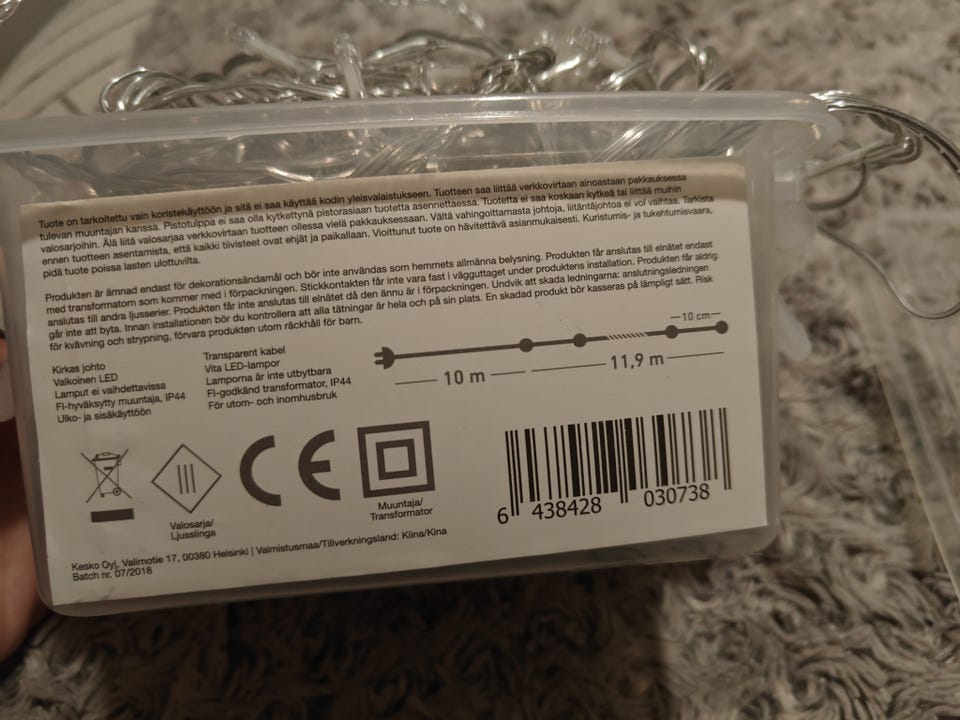 Tuote on tarkoitettu vain koristekäyttöön ja sitä ei saa käyttää kodin yleisvalaistukseen. Tuotteen saa liittää verkkovirtaan ainoastaan pakkauksessa
tulevan muuntajan kanssa. Pistotulppa ei saa olla kytkettynä pistorasiaan tuotetta asennettaessa. Tuotetta ei saa koskaan kytkeä tai liittää muihin
valosarjoihin. Älä liitä valosarjaa verkkovirtaan tuotteen ollessa vielä pakkauksessaan. Vältä vahingoittamasta johtoja, liitäntäjohtoa ei voi vaihtaa. Tarkista
ennen tuotteen asentamista, että kaikki tiivisteet ovat ehjät ja paikallaan. Vioittunut tuote on hävitettävä asianmukaisesti. Kuristumis- ja tukehtumisvaara,
pidä tuote poissa lasten ulottuvilta.
Produkten är ämnad endast för dekorationsändamål och bör inte användas som hemmets allmänna belysning. Produkten får anslutas till elnätet endast
med transformatorn som kommer med i förpackningen. Stickkontakten får inte vara fast i vägguttaget under produktens installation. Produkten får aldrig
anslutas till andra ljusserier. Produkten får inte anslutas till elnätet då den ännu är i förpackningen. Undvik att skada ledningarna: anslutningsledningen
går inte att byta. Innan installationen bör du kontrollera att alla tätningar är hela och på sin plats. En skadad produkt bör kasseras på lämpligt sätt. Risk
för kvävning och strypning, förvara produkten utom räckhåll för barn.
Kirkas johto
Valkoinen LED
Lamput ei vaihdettavissa
FI-hyväksytty muuntaja, IP44
Ulko- ja sisäkäyttöön
Transparent kabel
Vita LED-lampor
Lamporna är inte utbytbara
FI-godkänd transformator, IP44
För utom- och inomhusbruk
10 cm
10 m
11,9 m
Valosarja/
Ljusslinga
CE
Muuntaja/
Transformator
6 438428 030738
Kesko Oyj, Valimotie 17, 00380 Helsinki | Valmistusmaa/Tillverkningsland: Kiina/Kina
Batch nr. 07/2018